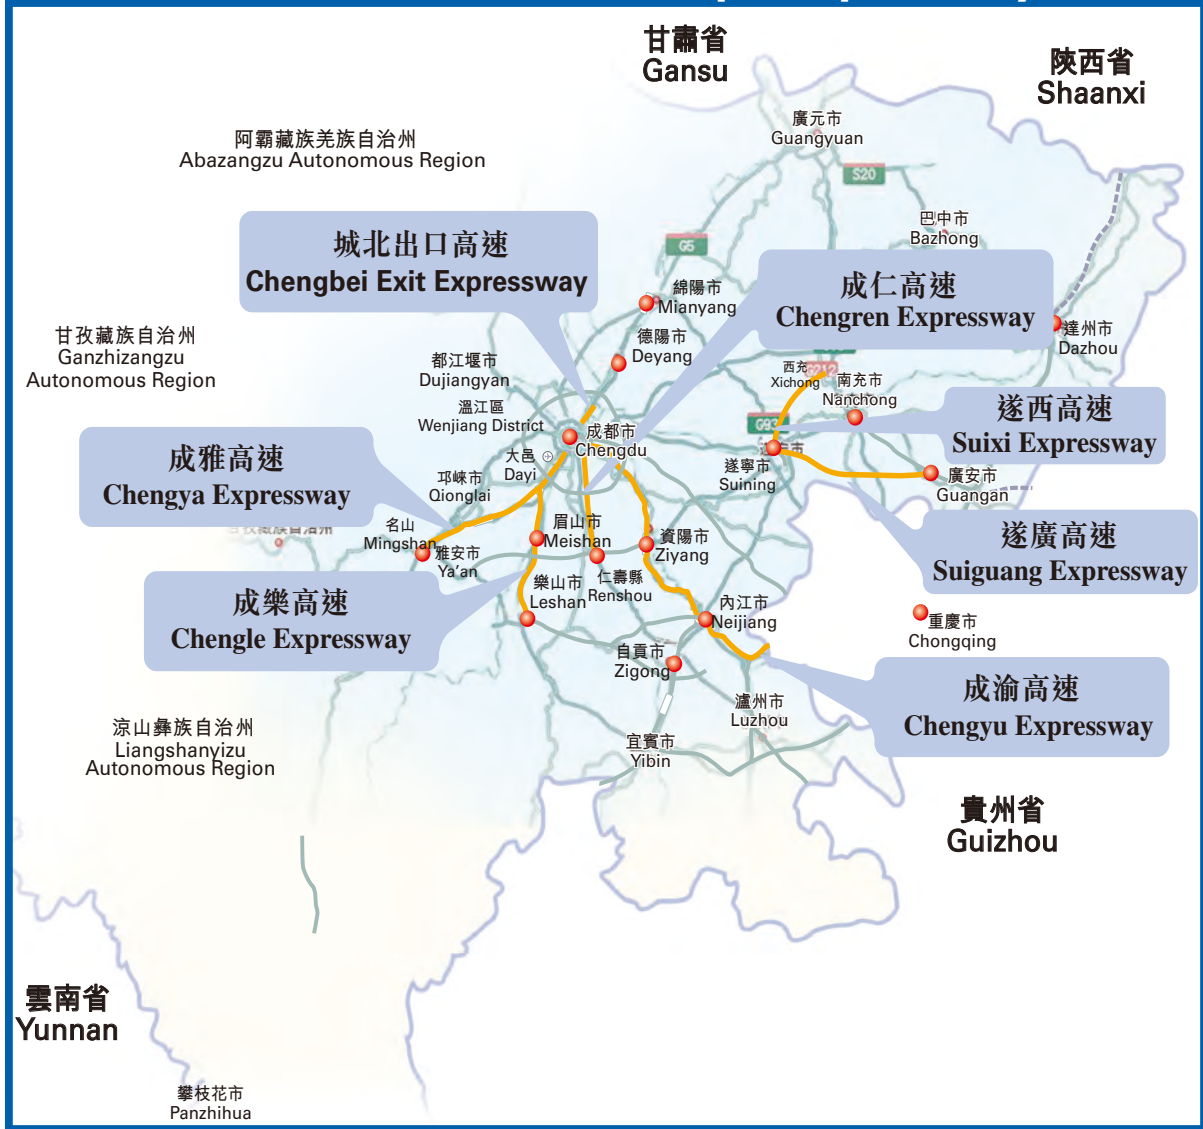 甘肅省
Gansu
陝西省
Shaanxi
廣元市
Guangyuan
阿霸藏族羌族自治州
Abazangzu Autonomous Region
S20
巴中市
Bazhong
城北出口高速
Chengbei Exit Expressway
G5
成仁高速
Chengren Expressway
綿陽市
Mianyang
德陽市
Deyang
甘孜藏族自治州
Ganzhizangzu
Autonomous Region
都江堰市
Dujiangyan
達州市
Dazhou
西充
Xichong
G212
南充市
Nanchong
溫江區
Wenjiang District
遂西高速
Suixi Expressway
G93
成都市
Chengdu
大邑
Dayi
成雅高速
Chengya Expressway
邛崍市
Qionglai
遂寧市
Suining
廣安市
Guangan
名山
Mingshan
雅安市
Ya'an
眉山市
Meishan
資陽市
Ziyang
遂廣高速
Suiguang Expressway
成樂高速
Chengle Expressway
樂山市
Leshan
仁壽縣
Renshou
內江市
Neijiang
重慶市
Chongqing
自貢市
Zigong
成渝高速
Chengyu Expressway
瀘州市
Luzhou
涼山彝族自治州
Liangshanyizu
Autonomous Region
宜賓市
Yibin
貴州省
Guizhou
雲南省
Yunnan
攀枝花市
Panzhihua